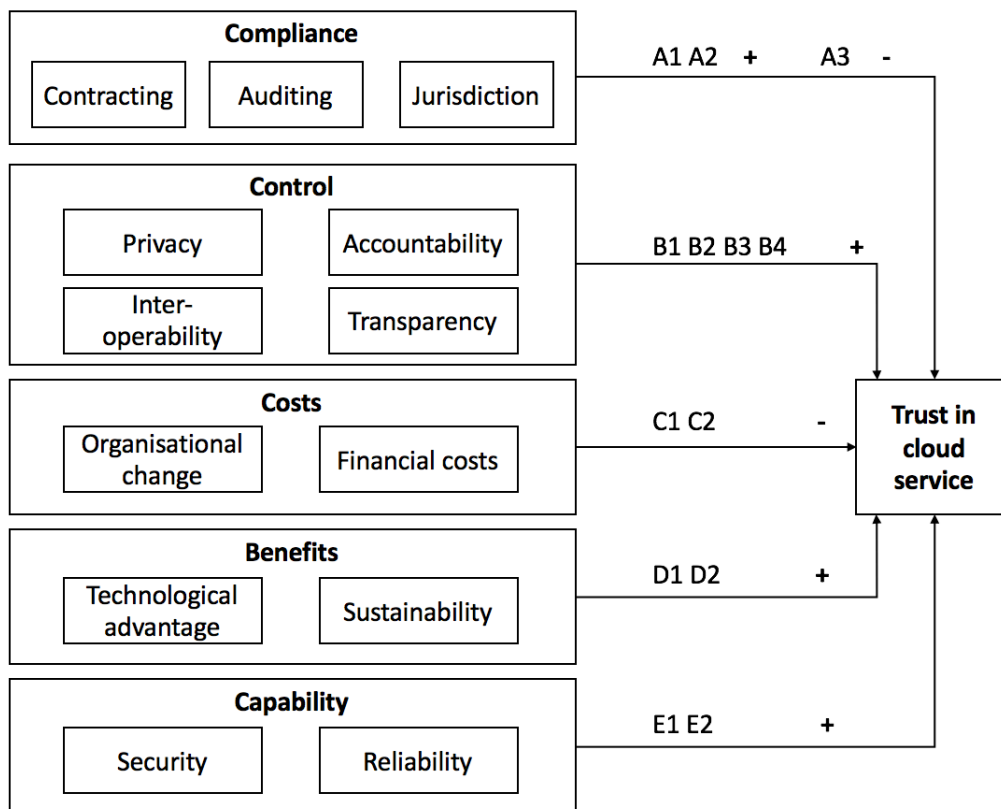 Compliance
Contracting
Auditing
Jurisdiction
A1 A2 + A3 -
Control
Privacy
Accountability
Inter-
operability
Transparency
B1 B2 B3 B4 +
Costs
Organisational
change
Financial costs
C1 C2 -
Trust in
cloud
service
Benefits
Technological
advantage
Sustainability
D1 D2 +
Capability
Security
Reliability
E1 E2 +